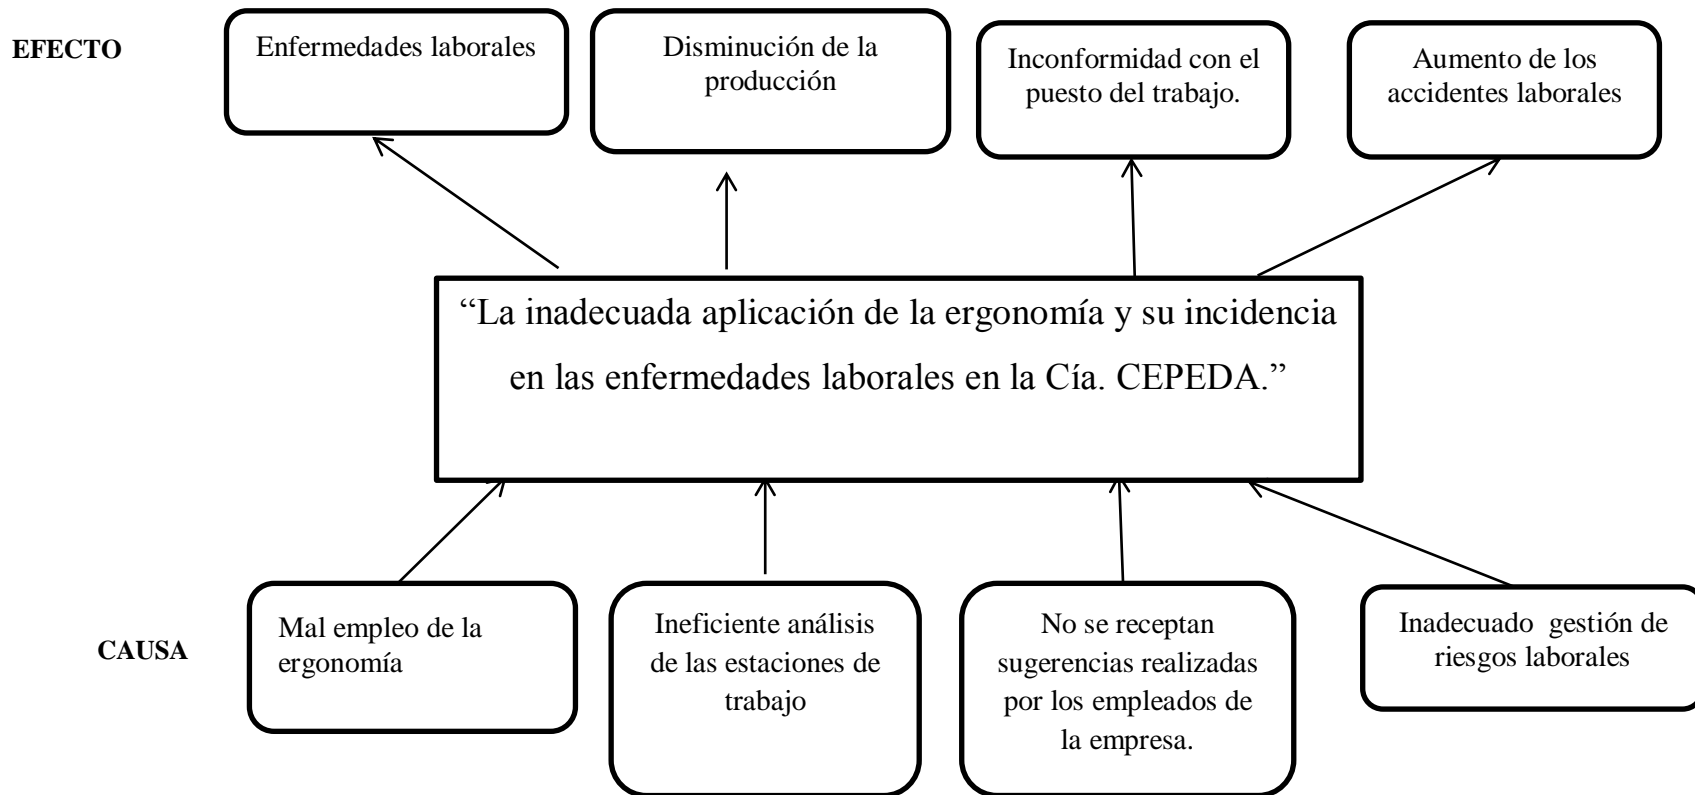 EFECTO
Enfermedades laborales
Disminución de la
producción
Inconformidad con el
puesto del trabajo.
Aumento de los
accidentes laborales
“La inadecuada aplicación de la ergonomía y su incidencia
en las enfermedades laborales en la Cía. CEPEDA.”
CAUSA
Mal empleo de la
ergonomía
Ineficiente análisis
de las estaciones de
trabajo
No se receptan
sugerencias realizadas
por los empleados de
la empresa.
Inadecuado  gestión de
riesgos laborales